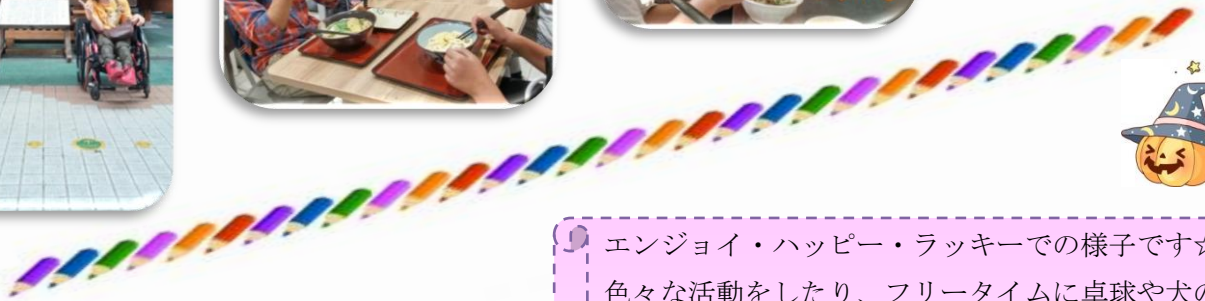 エンジョイ・ハッピー・ラッキーでの様子です☆
色々な活動をしたり、フリータイムに卓球や犬の